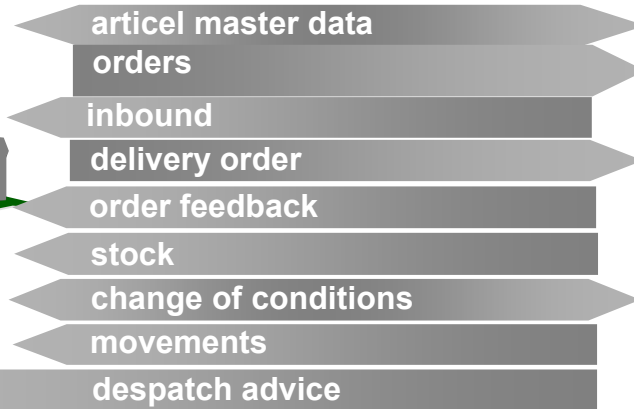 articel master data
orders
inbound
delivery order
order feedback
stock
change of conditions
movements
despatch advice